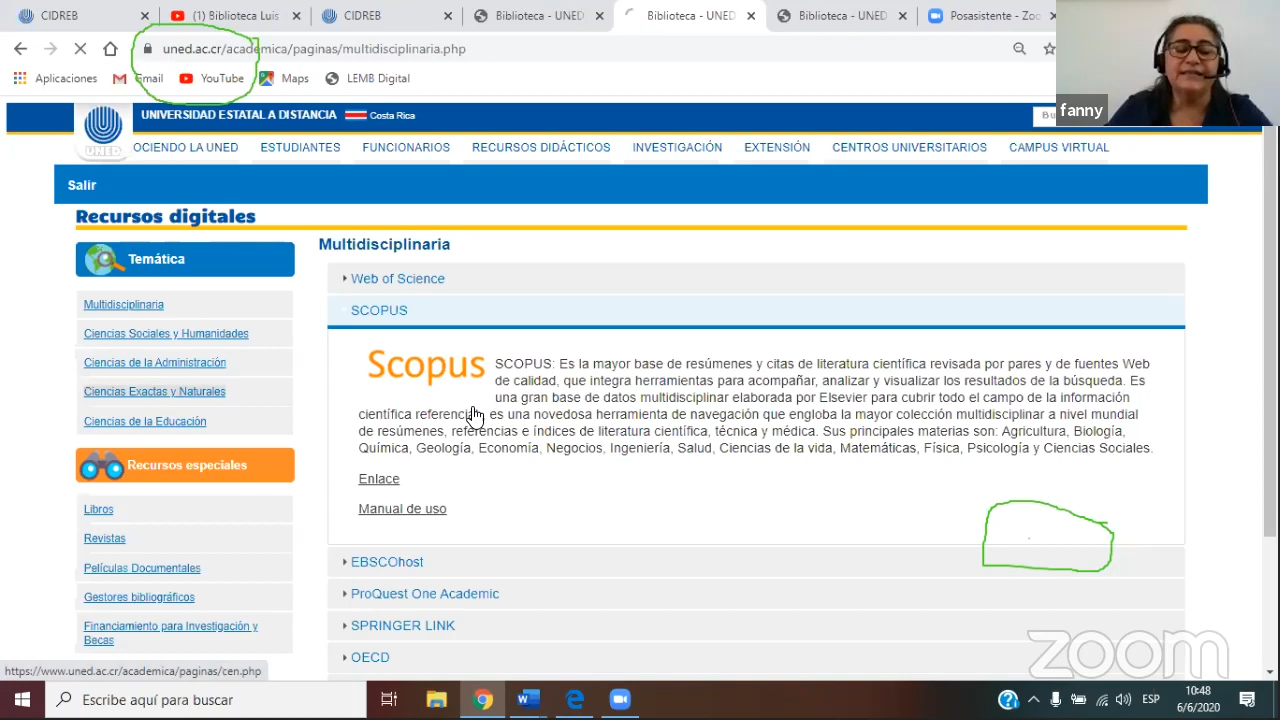 CIDREB
(1) Biblioteca Luis
CIDREB
Biblioteca - UNED
Biblioteca - UNED
Biblioteca - UNED
Posasistente - Zoo
uned.ac.cr/academica/paginas/multidisciplinaria.php
Aplicaciones
Gmail
YouTube
Maps
LEMB Digital
fanny
UNIVERSIDAD ESTATAL A DISTANCIA
Costa Rica
Bu
UNED
OCIENDO LA UNED
ESTUDIANTES
FUNCIONARIOS
RECURSOS DIDÁCTICOS
INVESTIGACIÓN
EXTENSIÓN
CENTROS UNIVERSITARIOS
CAMPUS VIRTUAL
Salir
Recursos digitales
Temática
Multidisciplinaria
Ciencias Sociales y Humanidades
Ciencias de la Administración
Ciencias Exactas y Naturales
Ciencias de la Educación
Recursos especiales
Libros
Revistas
Películas Documentales
Gestores bibliográficos
Financiamiento para Investigación y
Becas
Multidisciplinaria
Web of Science
SCOPUS
Scopus
SCOPUS: Es la mayor base de resúmenes y citas de literatura científica revisada por pares y de fuentes Web
de calidad, que integra herramientas para acompañar, analizar y visualizar los resultados de la búsqueda. Es
una gran base de datos multidisciplinar elaborada por Elsevier para cubrir todo el campo de la información
científica es una novedosa herramienta de navegación que engloba la mayor colección multidisciplinar a nivel mundial
de resúmenes, referencias e índices de literatura científica, técnica y médica. Sus principales materias son: Agricultura, Biología,
Química, Geología, Economía, Negocios, Ingeniería, Salud, Ciencias de la vida, Matemáticas, Física, Psicología y Ciencias Sociales.
Enlace
Manual de uso
EBSCOhost
ProQuest One Academic
SPRINGER LINK
OECD
zoom
https://www.uned.ac.cr/academica/paginas/cen.php
Escribe aquí para buscar
ESP
10:48
6/6/2020